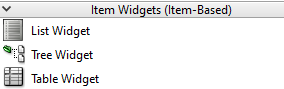 Item Widgets (Item-Based)
List Widget
Tree Widget
Table Widget